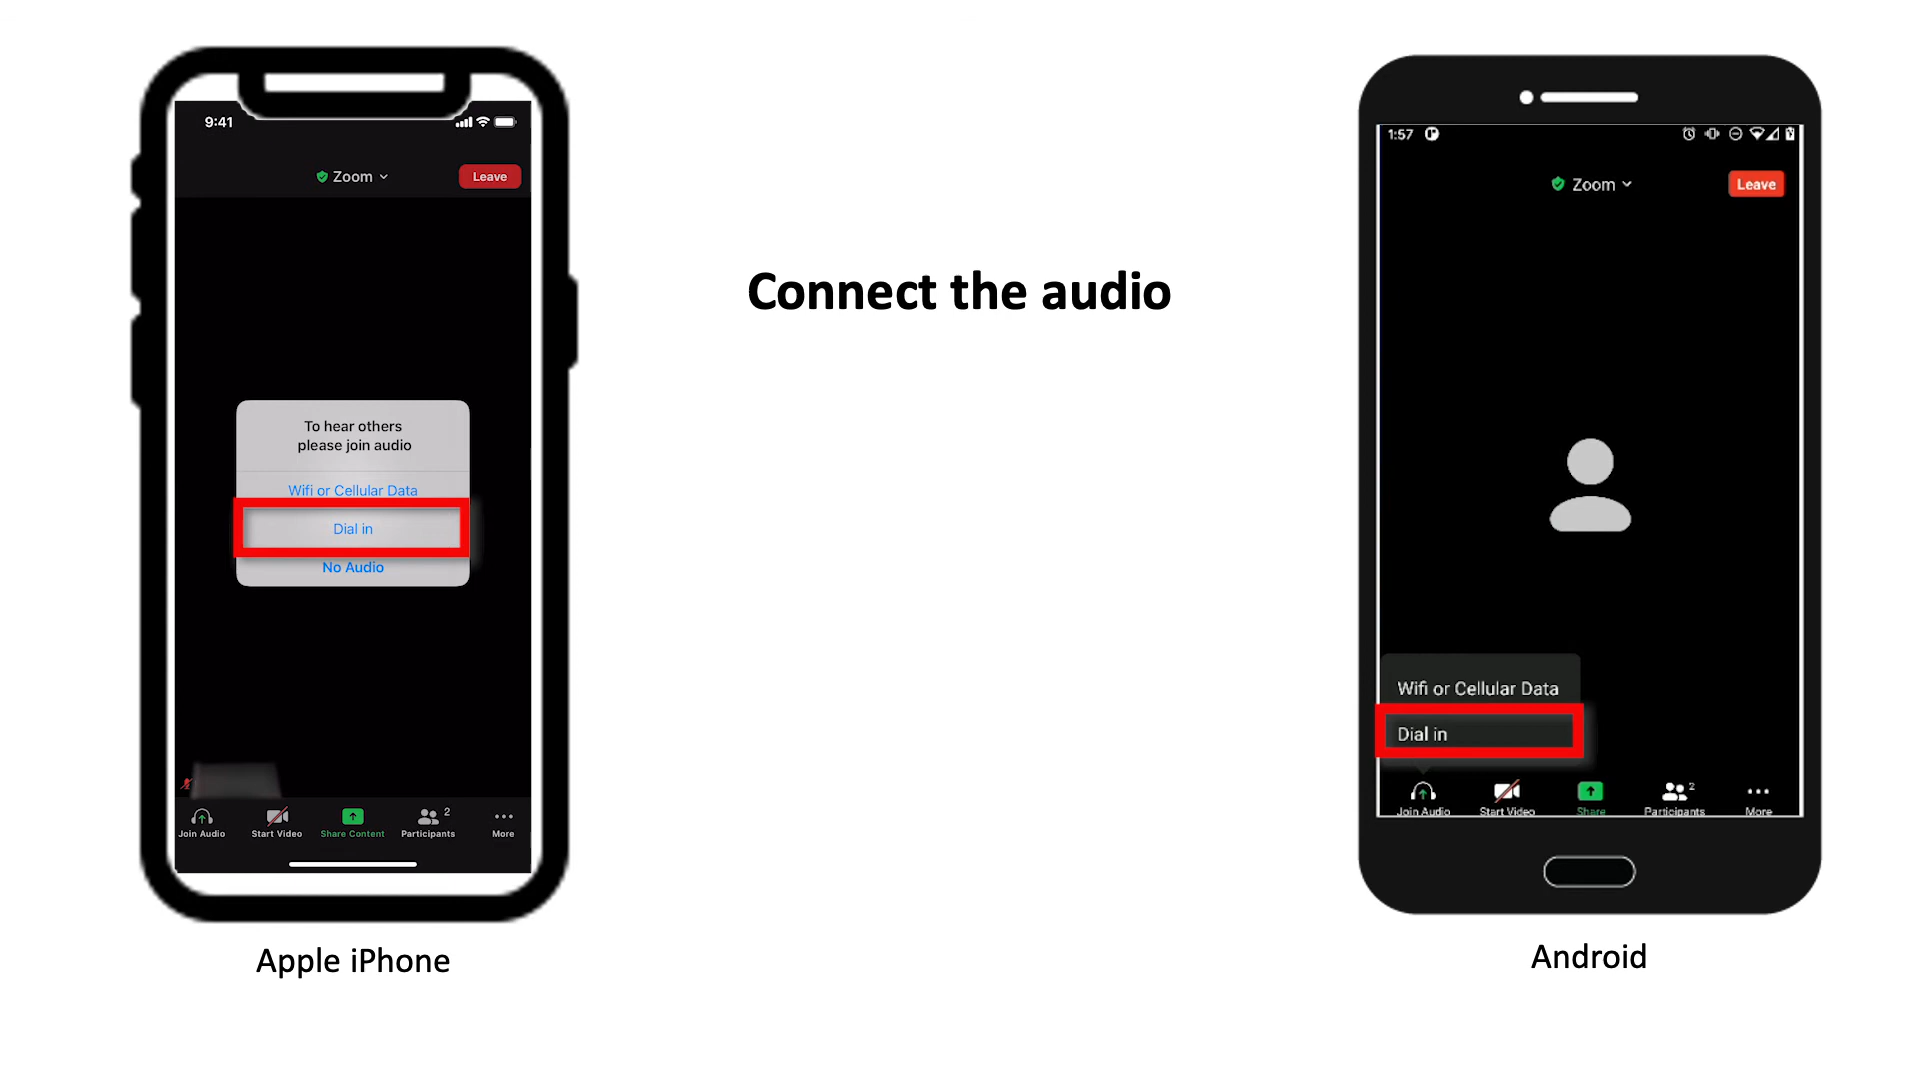 Connect the audio
9:41
Zoom
Leave
To hear others
please join audio
Wifi or Cellular Data
Dial in
No Audio
Join Audio
Start Video
Share Content
Participants
2
More
Apple iPhone
1:57
Zoom
Leave
Wifi or Cellular Data
Dial in
Join Audio
Start Video
Share
Participants
2
More
Android